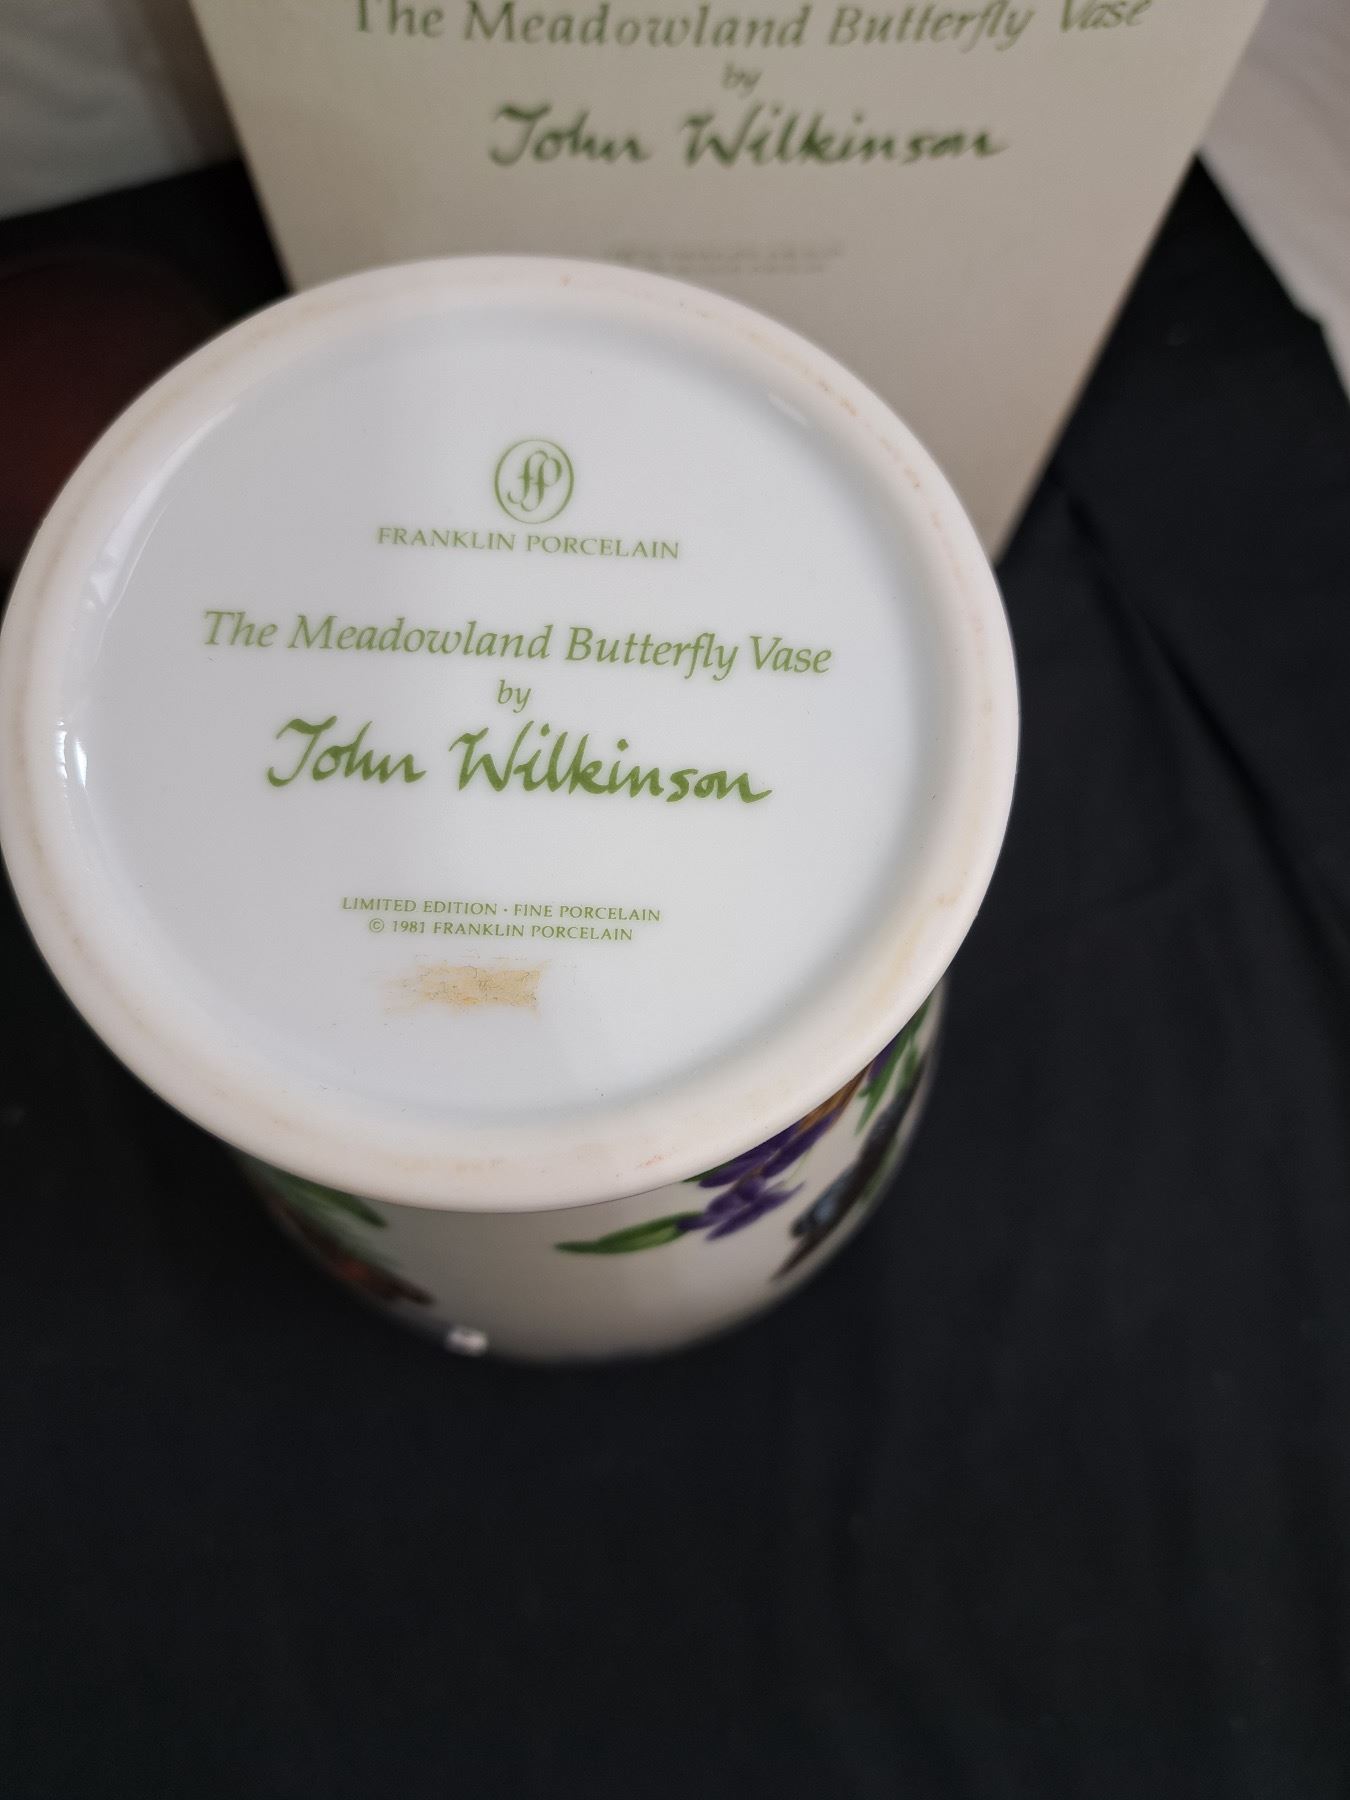 The Meadowland Butterfly Vase
by
John Wilkinson
FP
FRANKLIN PORCELAIN
The Meadowland Butterfly Vase
by
John Wilkinson
LIMITED EDITION · FINE PORCELAIN
© 1981 FRANKLIN PORCELAIN